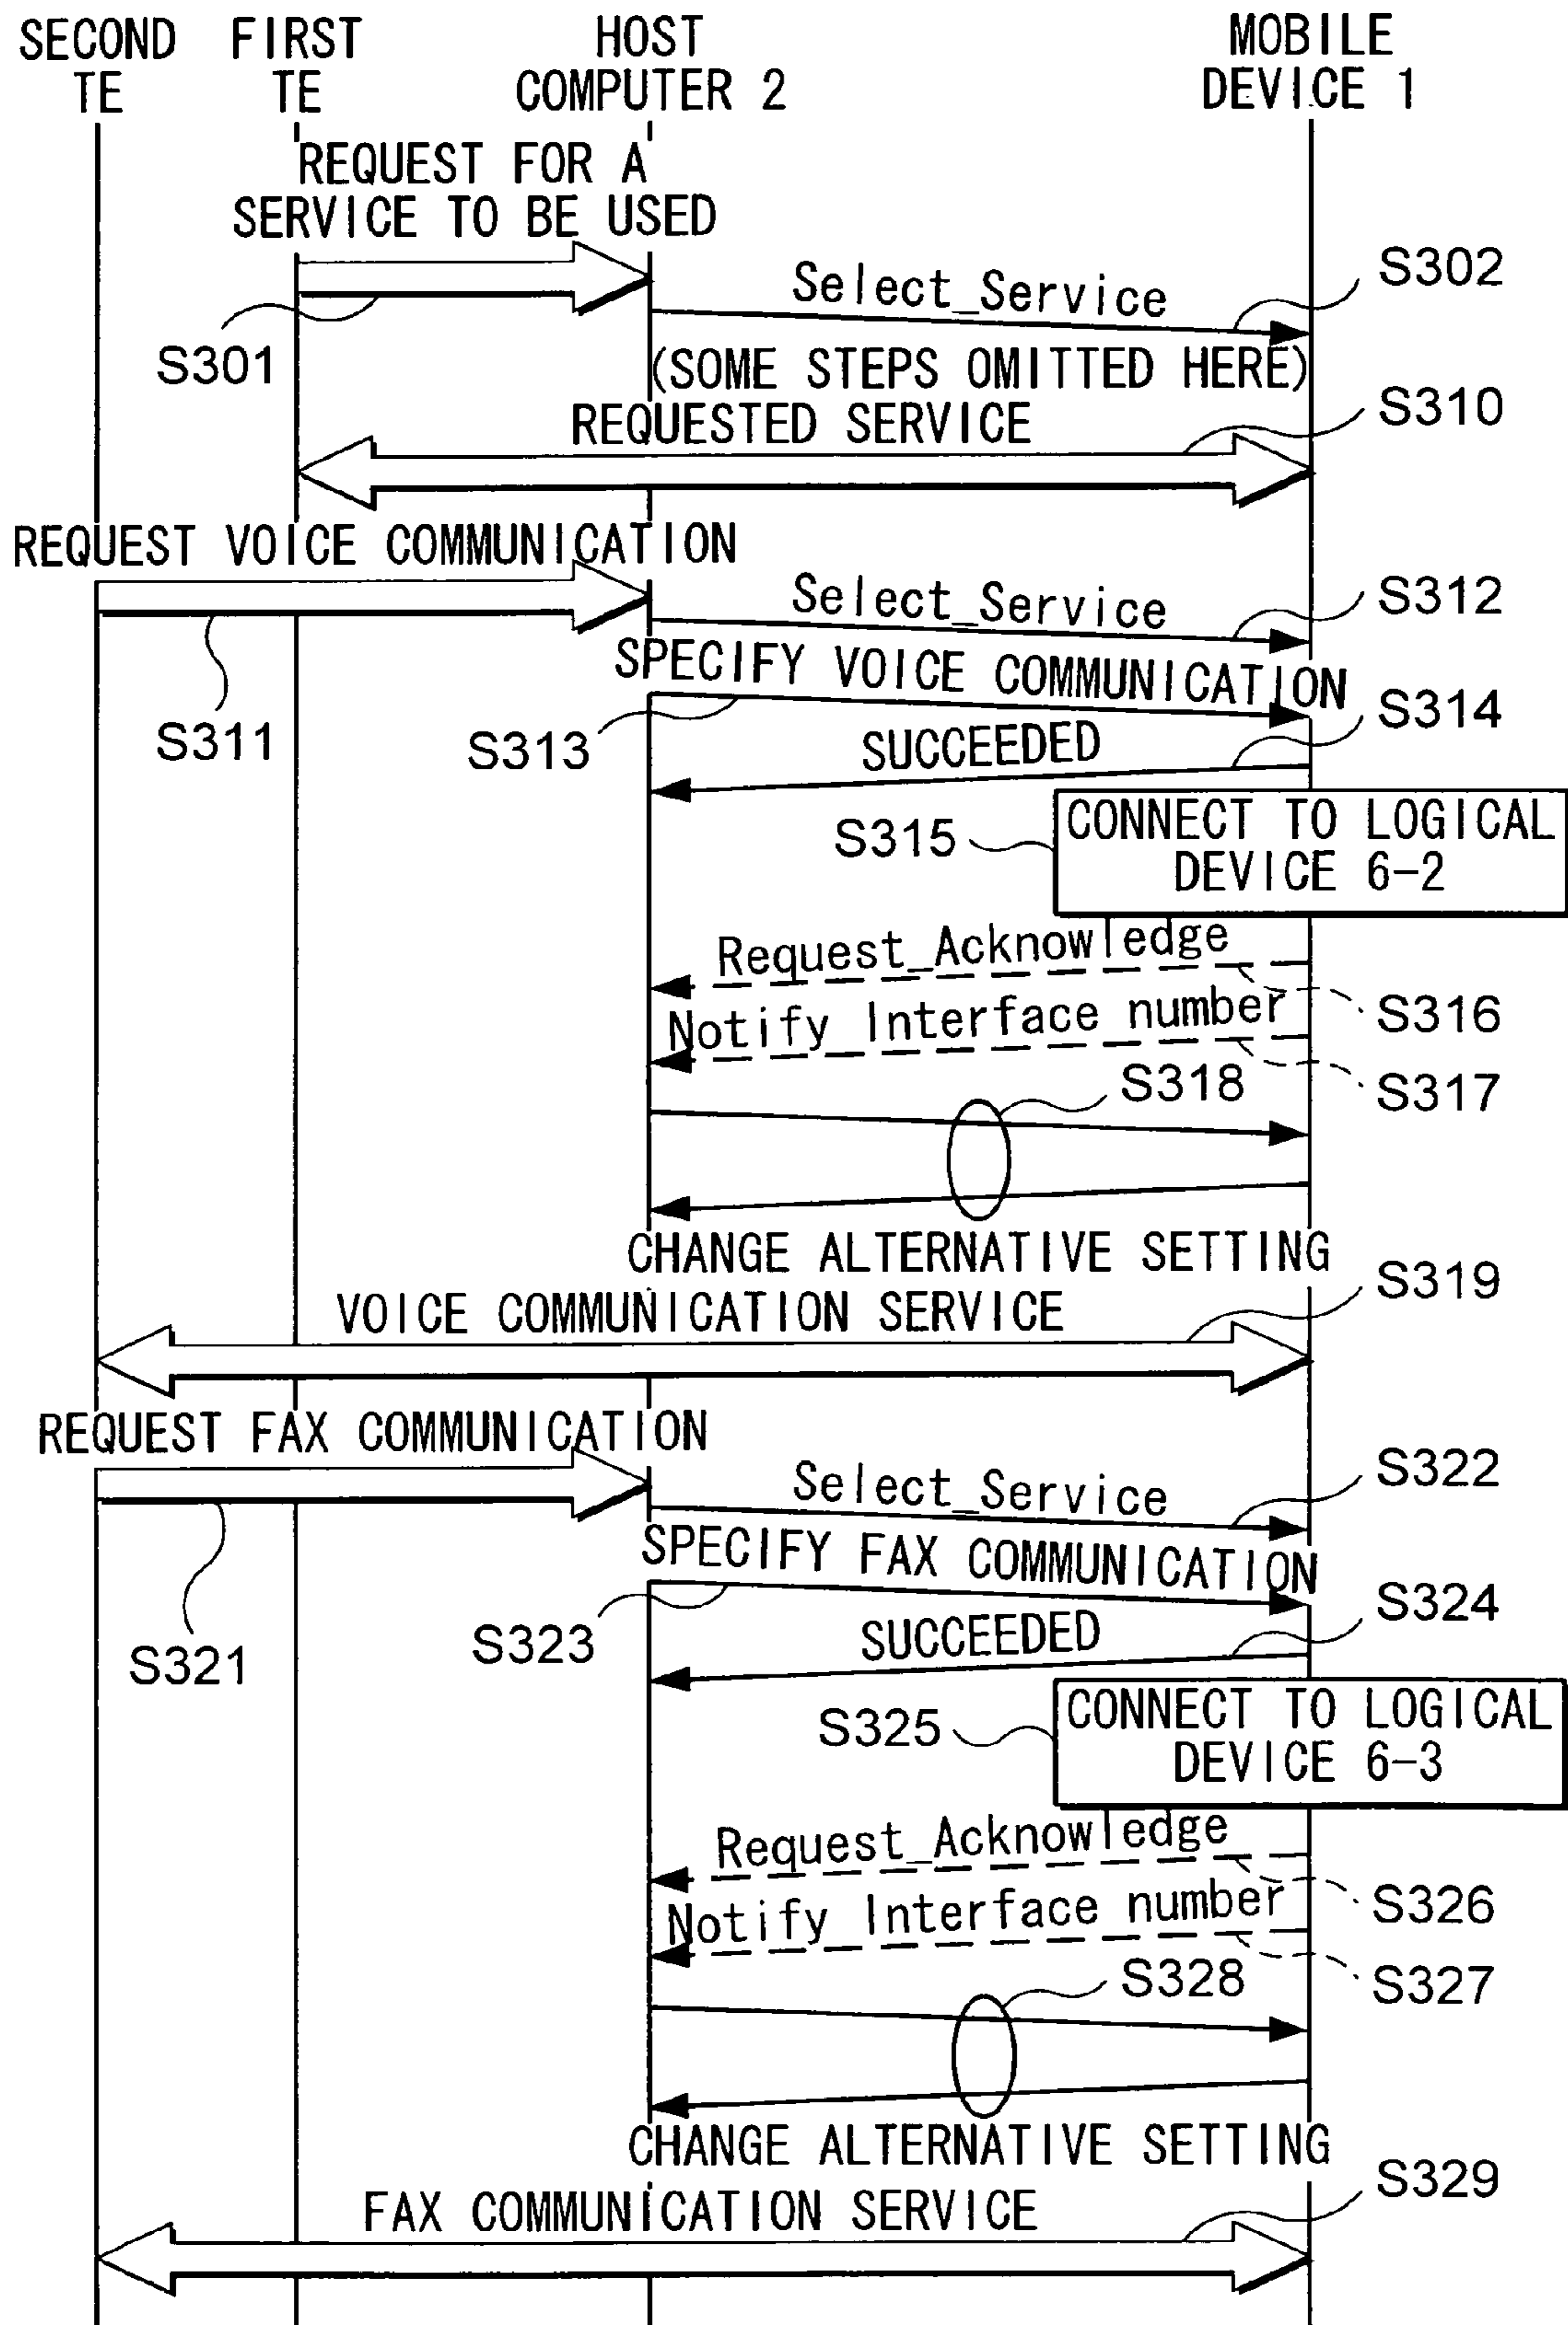 SECOND TE
FIRST TE
HOST COMPUTER 2
MOBILE DEVICE 1
REQUEST FOR A
SERVICE TO BE USED
S301
Select_Service
S302
(SOME STEPS OMITTED HERE)
REQUESTED SERVICE
S310
REQUEST VOICE COMMUNICATION
S311
Select_Service
S312
SPECIFY VOICE COMMUNICATION
S313
SUCCEEDED
S314
CONNECT TO LOGICAL
DEVICE 6-2
S315
Request_Acknowledge
S316
Notify_Interface number
S317
S318
CHANGE ALTERNATIVE SETTING
VOICE COMMUNICATION SERVICE
S319
REQUEST FAX COMMUNICATION
S321
Select_Service
S322
SPECIFY FAX COMMUNICATION
S323
SUCCEEDED
S324
CONNECT TO LOGICAL
DEVICE 6-3
S325
Request_Acknowledge
S326
Notify_Interface number
S327
S328
CHANGE ALTERNATIVE SETTING
FAX COMMUNICATION SERVICE
S329